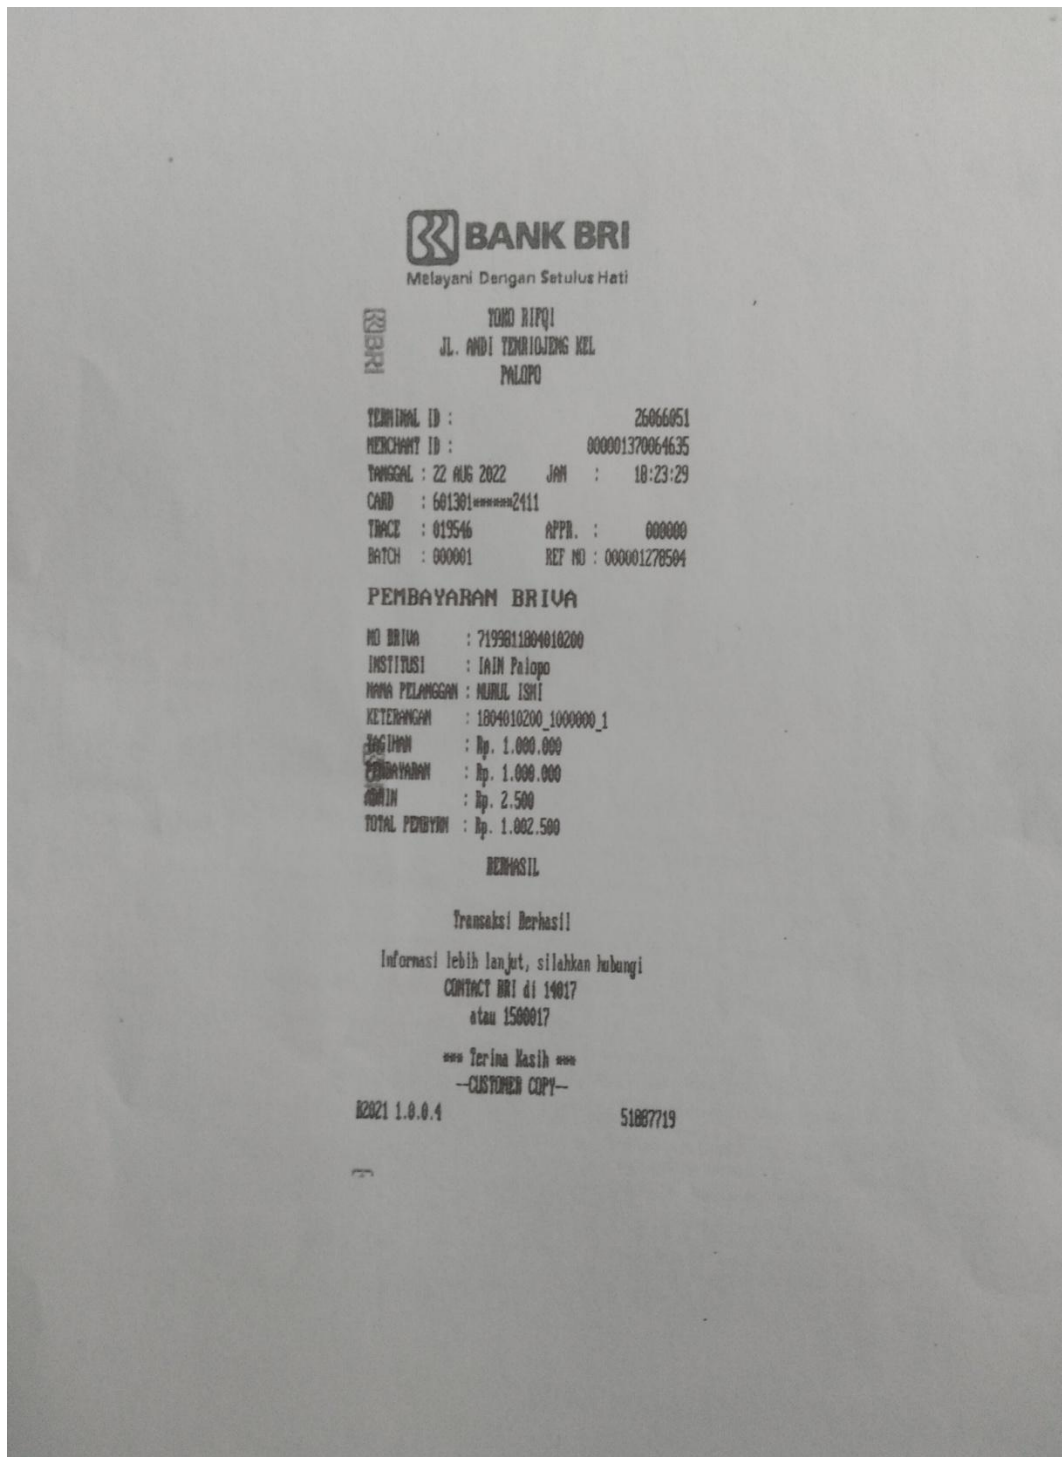 BANK BRI
Melayani Dengan Setulus Hati
TOKO RIFQI
JL. ANDI TENRIOJENG KEL
PALOPO
BRI
TERMINAL ID : 26066051
MERCHANT ID : 000001370064635
TANGGAL : 22 AUG 2022 JAM : 18:23:29
CARD : 601301******2411
TRACE : 019546 APPR. : 000000
BATCH : 000001 REF NO : 000001278504
PEMBAYARAN BRIVA
NO BRIVA : 7199811804010200
INSTITUSI : IAIN Palopo
NAMA PELANGGAN : NURUL ISMI
KETERANGAN : 1804010200_1000000_1
TAGIHAN : Rp. 1.000.000
PEMBAYARAN : Rp. 1.000.000
ADMIN : Rp. 2.500
TOTAL PEMBYRN : Rp. 1.002.500
BERHASIL
Transaksi Berhasil
Informasi lebih lanjut, silahkan hubungi
CONTACT BRI di 14017
atau 1500017
*** Terima Kasih ***
--CUSTOMER COPY--
R2021 1.0.0.4 51887719